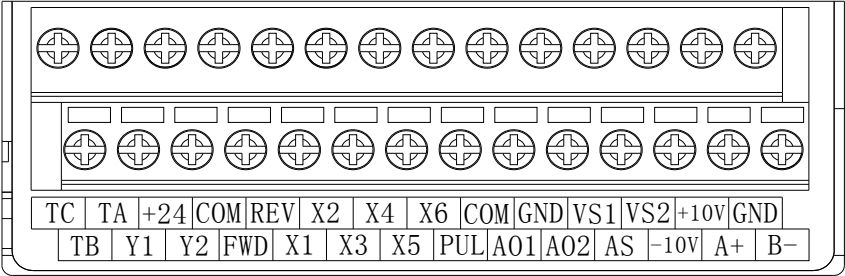 TC TA +24 COM REV X2 X4 X6 COM GND VS1 VS2 +10V GND
TB Y1 Y2 FWD X1 X3 X5 PUL AO1 AO2 AS -10V A+ B-